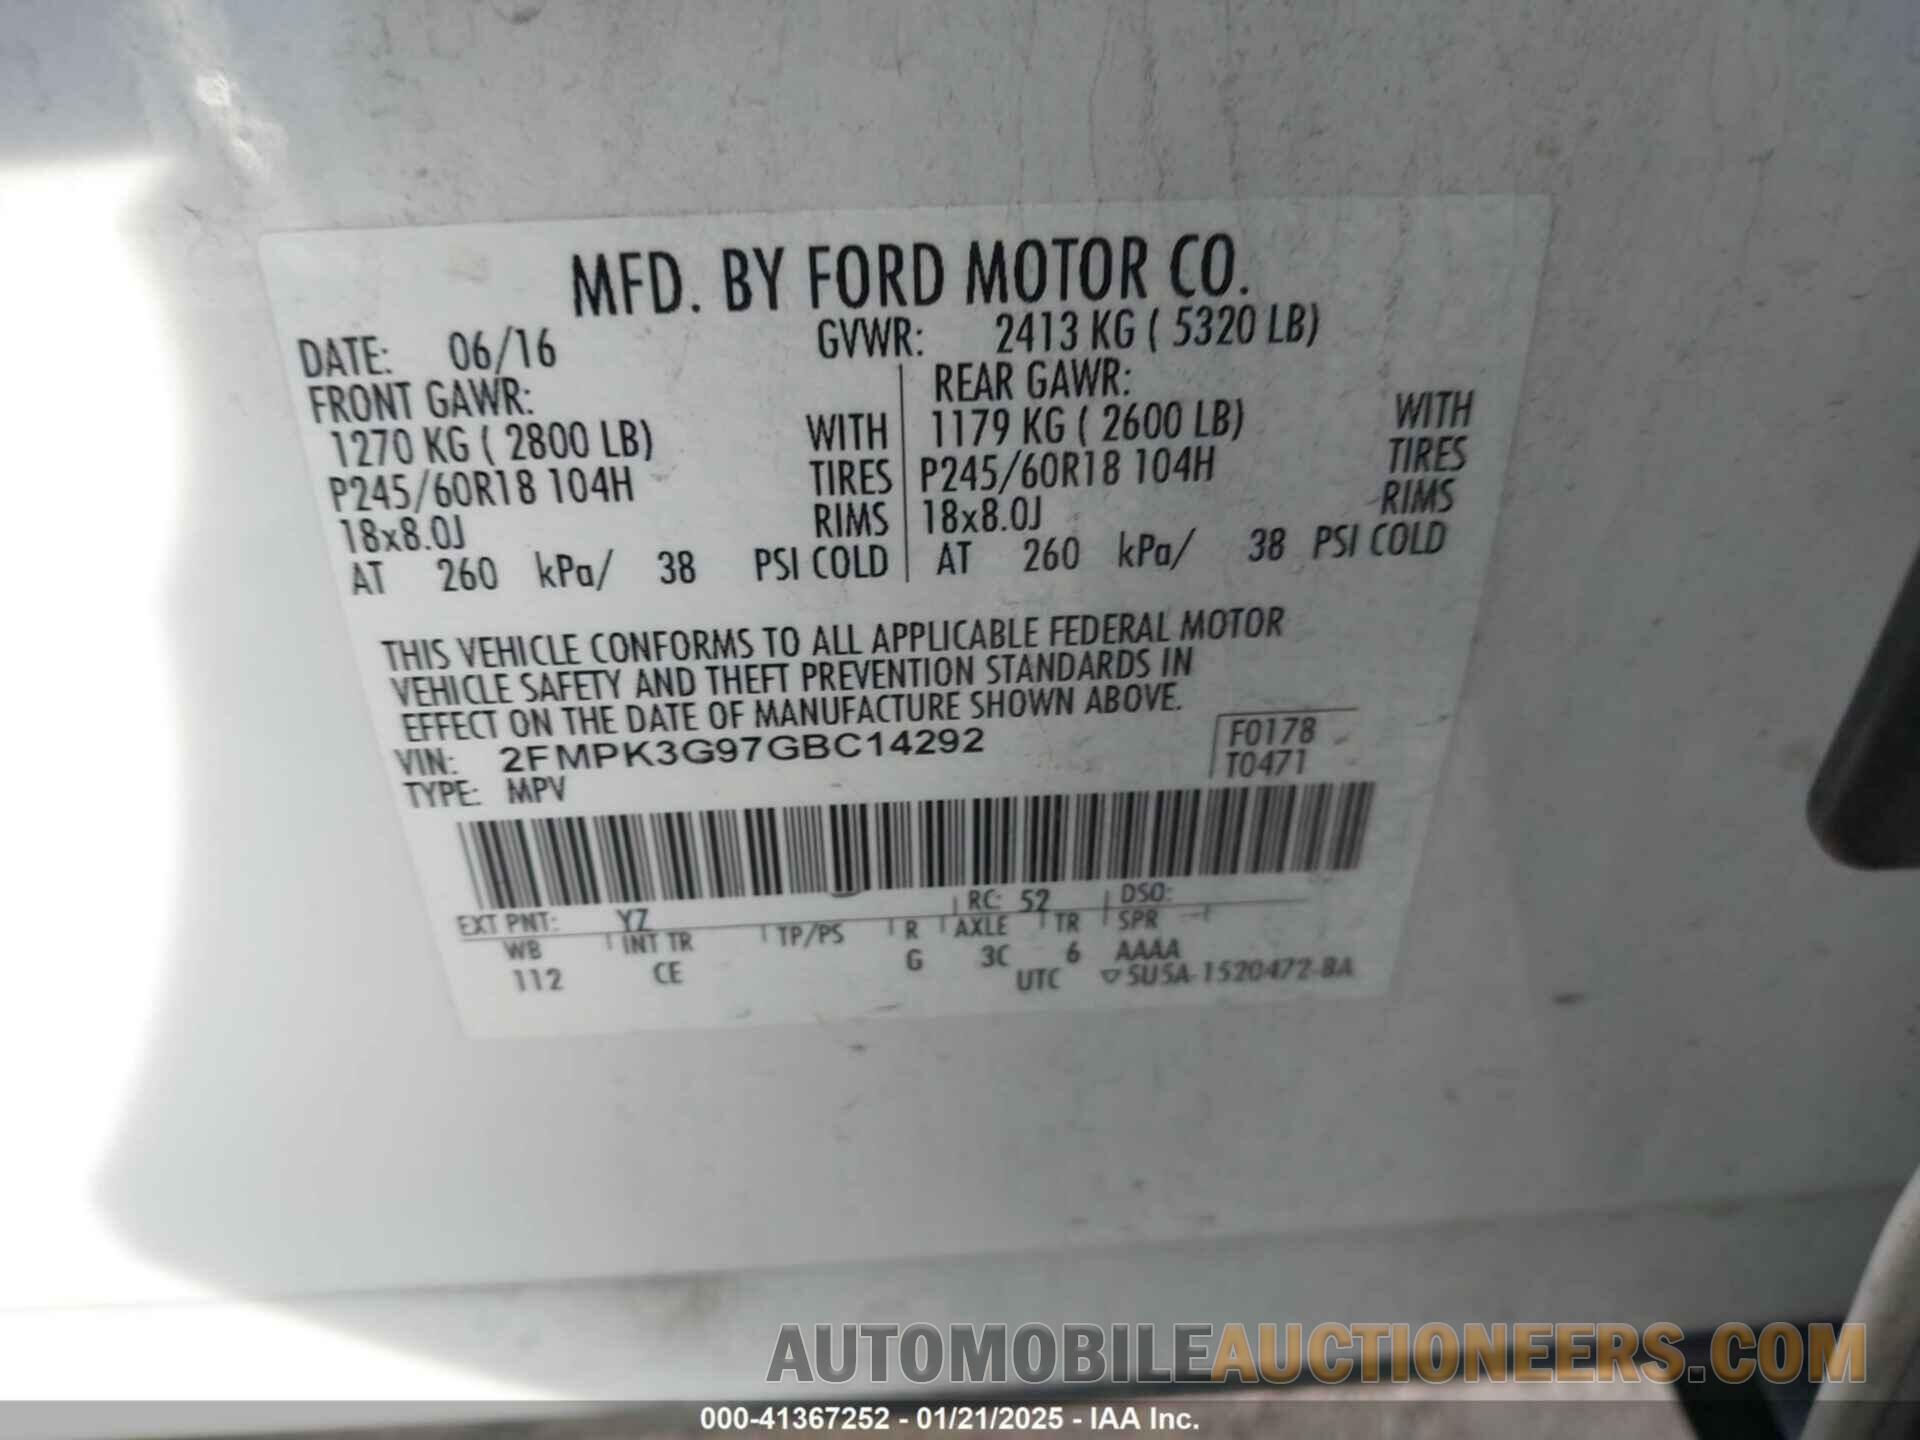 MFD. BY FORD MOTOR CO.
DATE: 06/16 GVWR: 2413 KG ( 5320 LB)
FRONT GAWR: REAR GAWR:
1270 KG ( 2800 LB) WITH 1179 KG ( 2600 LB) WITH
P245/60R18 104H TIRES P245/60R18 104H TIRES
18x8.0J RIMS 18x8.0J RIMS
AT 260 kPa/ 38 PSI COLD AT 260 kPa/ 38 PSI COLD
THIS VEHICLE CONFORMS TO ALL APPLICABLE FEDERAL MOTOR
VEHICLE SAFETY AND THEFT PREVENTION STANDARDS IN
EFFECT ON THE DATE OF MANUFACTURE SHOWN ABOVE.
VIN: 2FMPK3G97GBC14292 F0178
TYPE: MPV T0471
EXT PNT: YZ RC: 52 DSO:
WB INT TR TP/PS R AXLE TR SPR
112 CE G 3C 6 AAAA
UTC ▽5U5A-1520472-BA
AUTOMOBILEAUCTIONEERS.COM
000-41367252 - 01/21/2025 - IAA Inc.